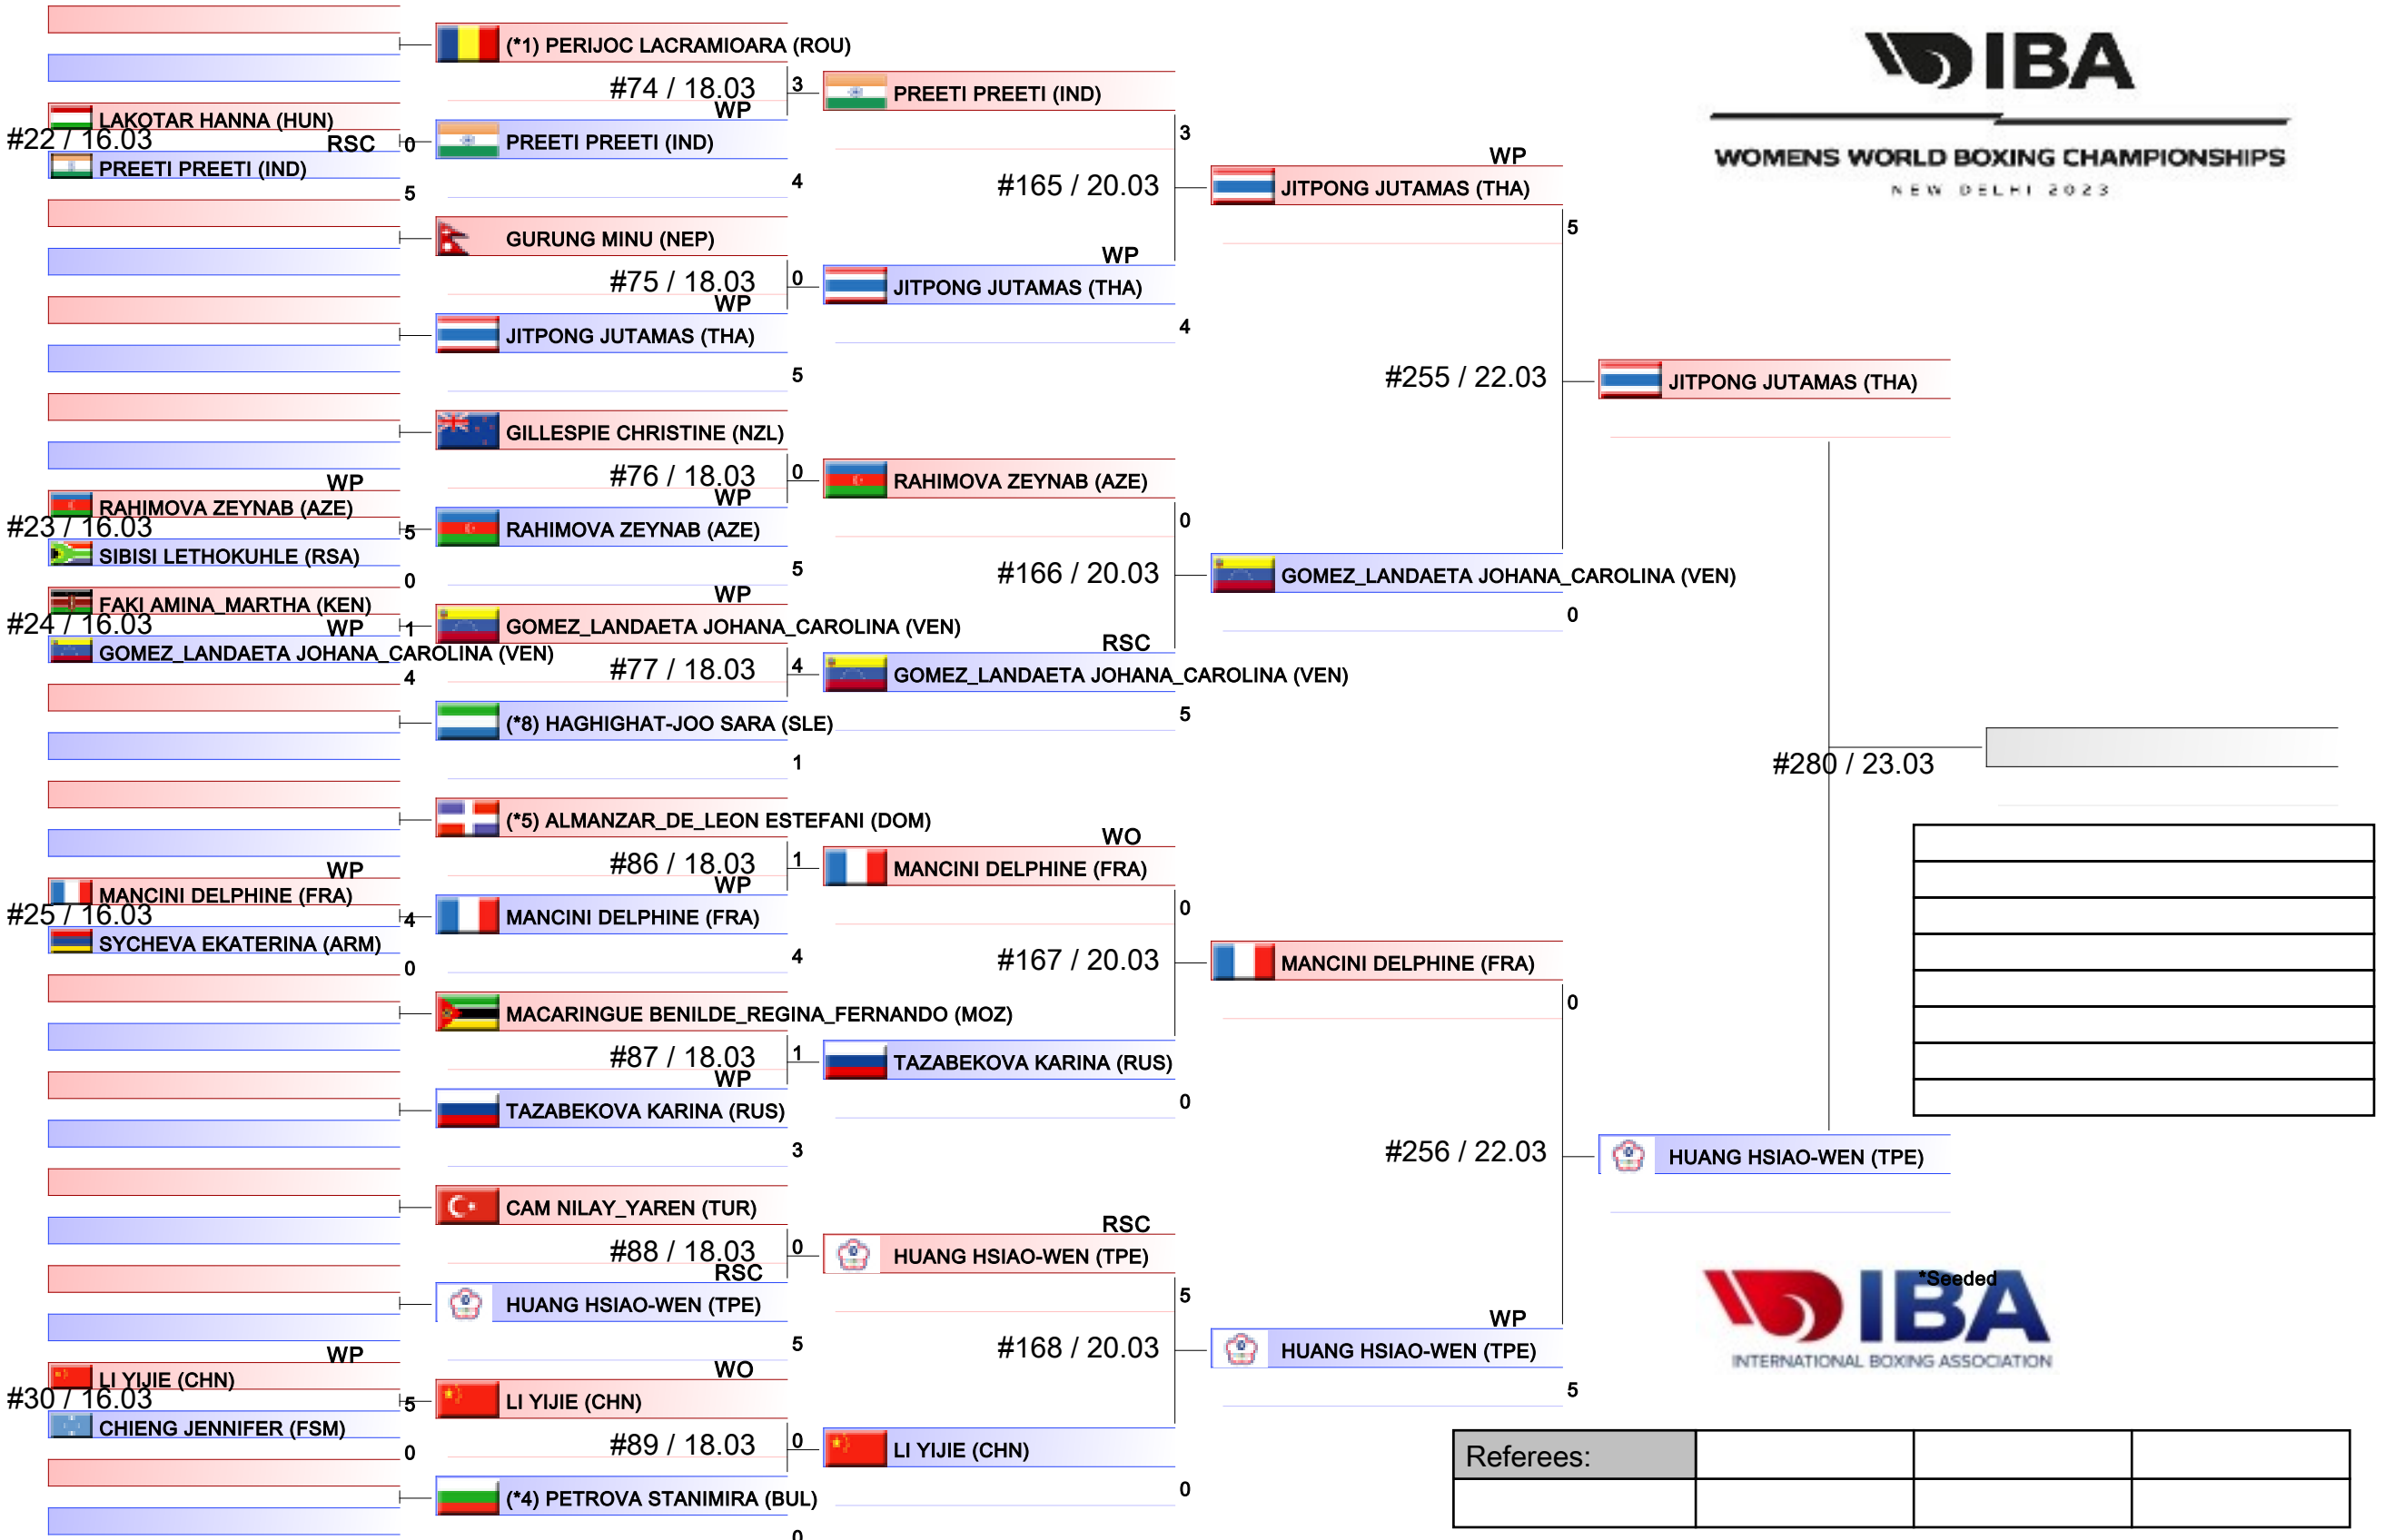 IBA
WOMENS WORLD BOXING CHAMPIONSHIPS
NEW DELHI 2023
LAKOTAR HANNA (HUN)
#22 / 16.03
RSC
0
PREETI PREETI (IND)
5
WP
RAHIMOVA ZEYNAB (AZE)
#23 / 16.03
5
SIBISI LETHOKUHLE (RSA)
0
FAKI AMINA_MARTHA (KEN)
#24 / 16.03
WP
1
GOMEZ_LANDAETA JOHANA_CAROLINA (VEN)
4
WP
MANCINI DELPHINE (FRA)
#25 / 16.03
4
SYCHEVA EKATERINA (ARM)
0
WP
LI YIJIE (CHN)
#30 / 16.03
5
CHIENG JENNIFER (FSM)
0
(*1) PERIJOC LACRAMIOARA (ROU)
#74 / 18.03
3
WP
PREETI PREETI (IND)
4
GURUNG MINU (NEP)
#75 / 18.03
0
WP
JITPONG JUTAMAS (THA)
5
GILLESPIE CHRISTINE (NZL)
#76 / 18.03
0
WP
RAHIMOVA ZEYNAB (AZE)
5
WP
GOMEZ_LANDAETA JOHANA_CAROLINA (VEN)
#77 / 18.03
4
(*8) HAGHIGHAT-JOO SARA (SLE)
1
(*5) ALMANZAR_DE_LEON ESTEFANI (DOM)
#86 / 18.03
1
WP
MANCINI DELPHINE (FRA)
4
MACARINGUE BENILDE_REGINA_FERNANDO (MOZ)
#87 / 18.03
1
WP
TAZABEKOVA KARINA (RUS)
3
CAM NILAY_YAREN (TUR)
#88 / 18.03
0
RSC
HUANG HSIAO-WEN (TPE)
5
WO
LI YIJIE (CHN)
#89 / 18.03
0
(*4) PETROVA STANIMIRA (BUL)
0
PREETI PREETI (IND)
3
#165 / 20.03
WP
JITPONG JUTAMAS (THA)
4
RAHIMOVA ZEYNAB (AZE)
0
#166 / 20.03
RSC
GOMEZ_LANDAETA JOHANA_CAROLINA (VEN)
5
WO
MANCINI DELPHINE (FRA)
0
#167 / 20.03
TAZABEKOVA KARINA (RUS)
0
RSC
HUANG HSIAO-WEN (TPE)
5
#168 / 20.03
LI YIJIE (CHN)
0
WP
JITPONG JUTAMAS (THA)
5
#255 / 22.03
GOMEZ_LANDAETA JOHANA_CAROLINA (VEN)
0
MANCINI DELPHINE (FRA)
0
#256 / 22.03
WP
HUANG HSIAO-WEN (TPE)
5
JITPONG JUTAMAS (THA)
#280 / 23.03
HUANG HSIAO-WEN (TPE)
*Seeded
IBA
INTERNATIONAL BOXING ASSOCIATION
Referees: